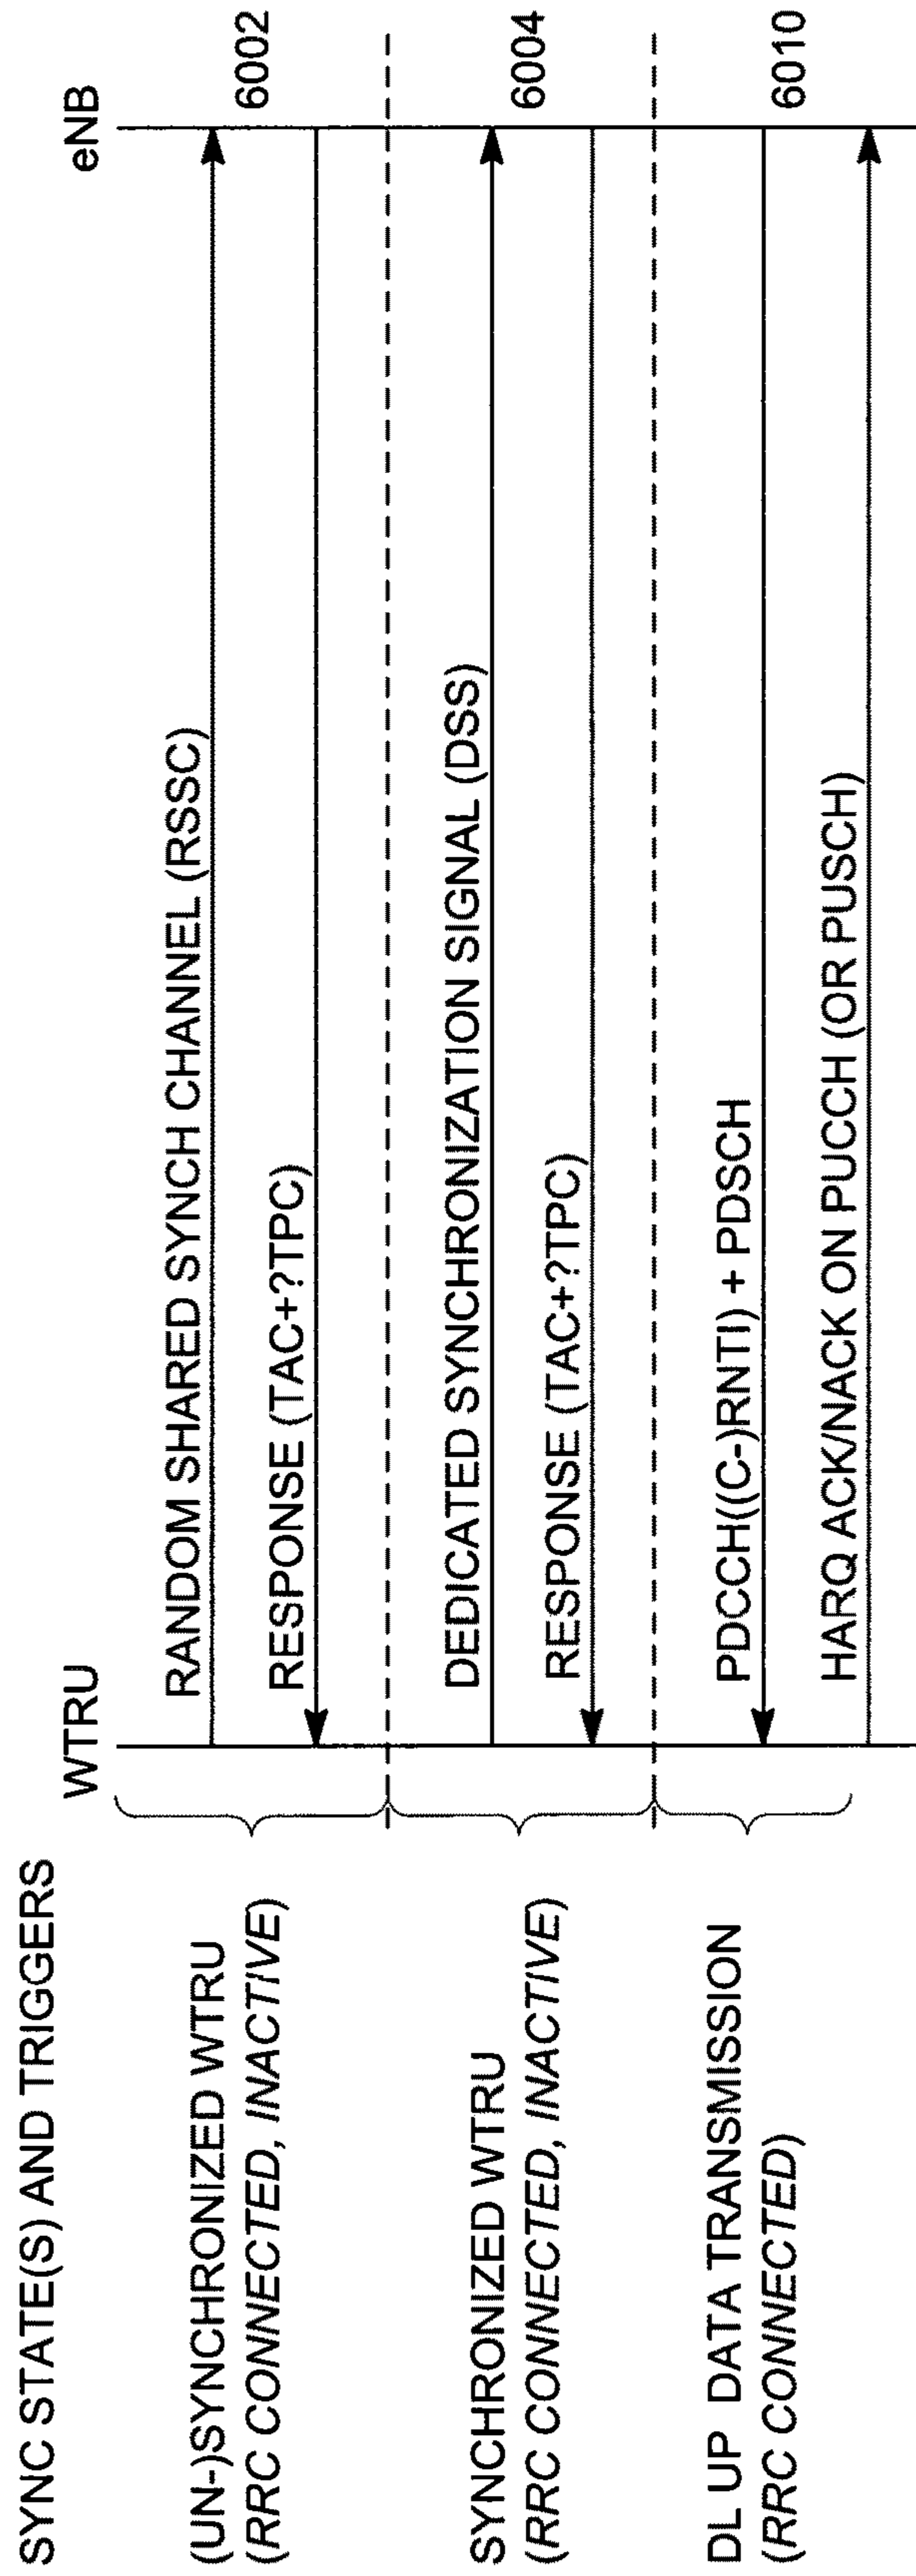 SYNC STATE(S) AND TRIGGERS
WTRU
eNB
(UN-)SYNCHRONIZED WTRU
(RRC CONNECTED, INACTIVE)
RANDOM SHARED SYNCH CHANNEL (RSSC)
6002
RESPONSE (TAC+?TPC)
SYNCHRONIZED WTRU
(RRC CONNECTED, INACTIVE)
DEDICATED SYNCHRONIZATION SIGNAL (DSS)
6004
RESPONSE (TAC+?TPC)
DL UP DATA TRANSMISSION
(RRC CONNECTED)
PDCCH((C-)RNTI) + PDSCH
6010
HARQ ACK/NACK ON PUCCH (OR PUSCH)